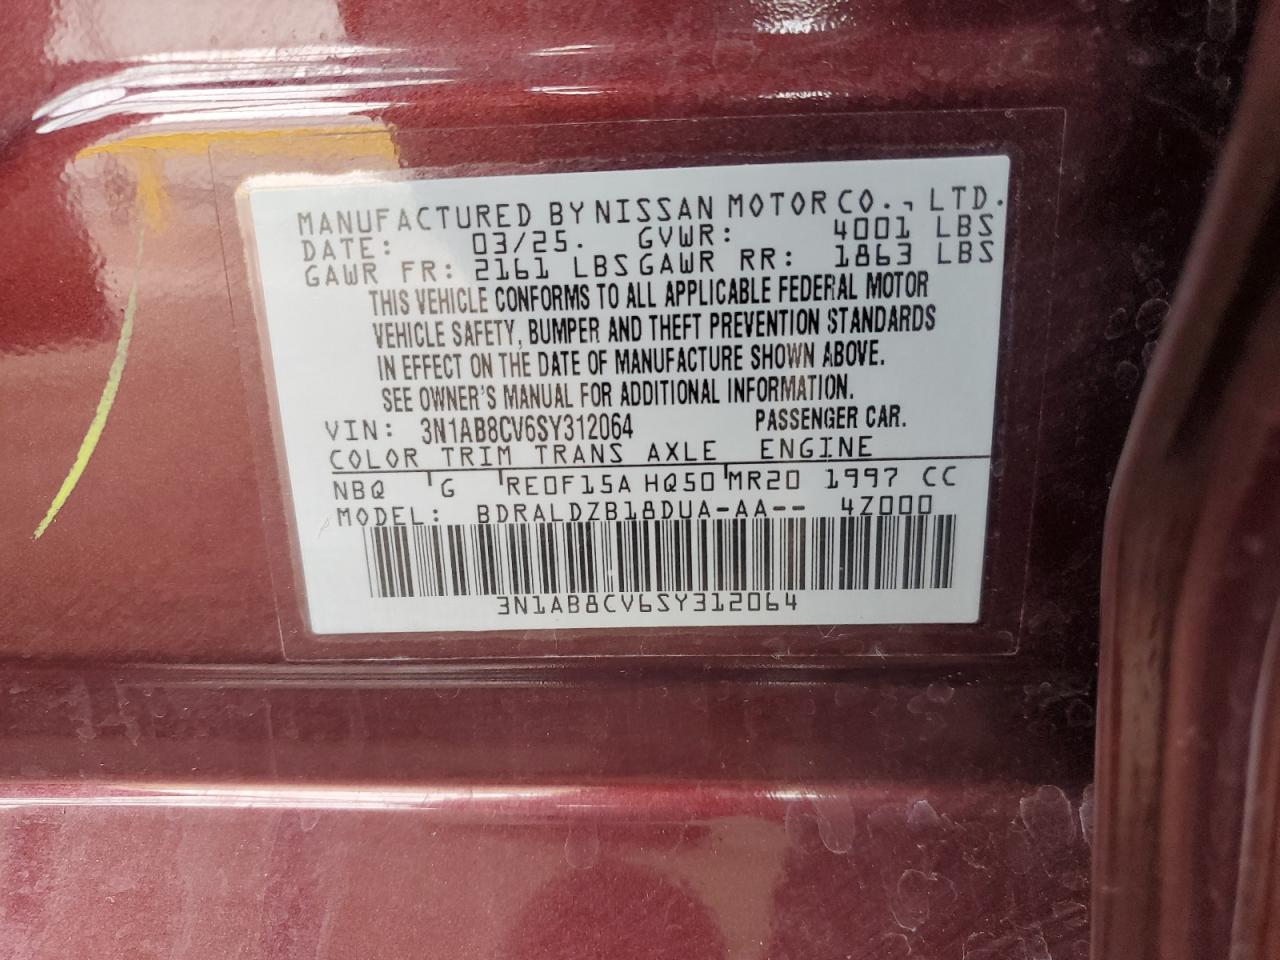 MANUFACTURED BY NISSAN MOTOR CO., LTD.
DATE: 03/25. GVWR: 4001 LBS
GAWR FR: 2161 LBS GAWR RR: 1863 LBS
THIS VEHICLE CONFORMS TO ALL APPLICABLE FEDERAL MOTOR
VEHICLE SAFETY, BUMPER AND THEFT PREVENTION STANDARDS
IN EFFECT ON THE DATE OF MANUFACTURE SHOWN ABOVE.
SEE OWNER'S MANUAL FOR ADDITIONAL INFORMATION.
VIN: 3N1AB8CV6SY312064 PASSENGER CAR.
COLOR TRIM TRANS AXLE ENGINE
NBQ G RE0F15A HQ50 MR20 1997 CC
MODEL: BDRALDZB18DUA-AA-- 4Z000
3N1AB8CV6SY312064